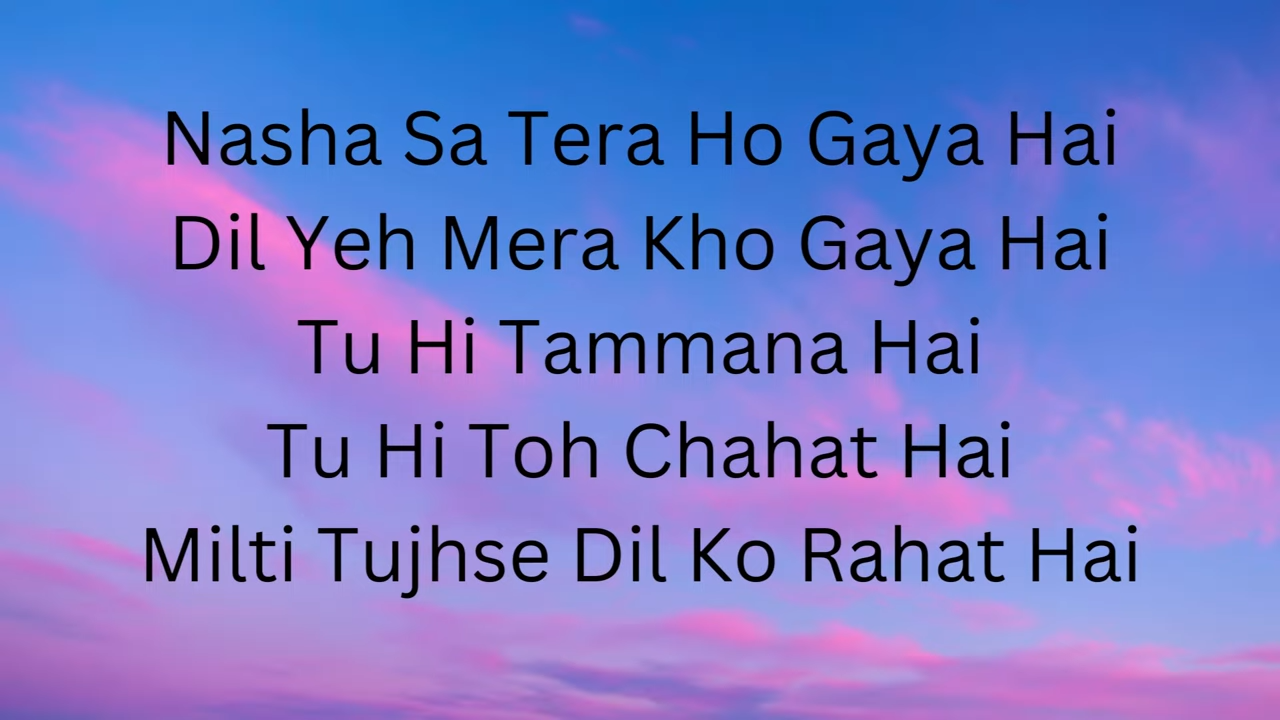 Nasha Sa Tera Ho Gaya Hai
Dil Yeh Mera Kho Gaya Hai
Tu Hi Tammana Hai
Tu Hi Toh Chahat Hai
Milti Tujhse Dil Ko Rahat Hai